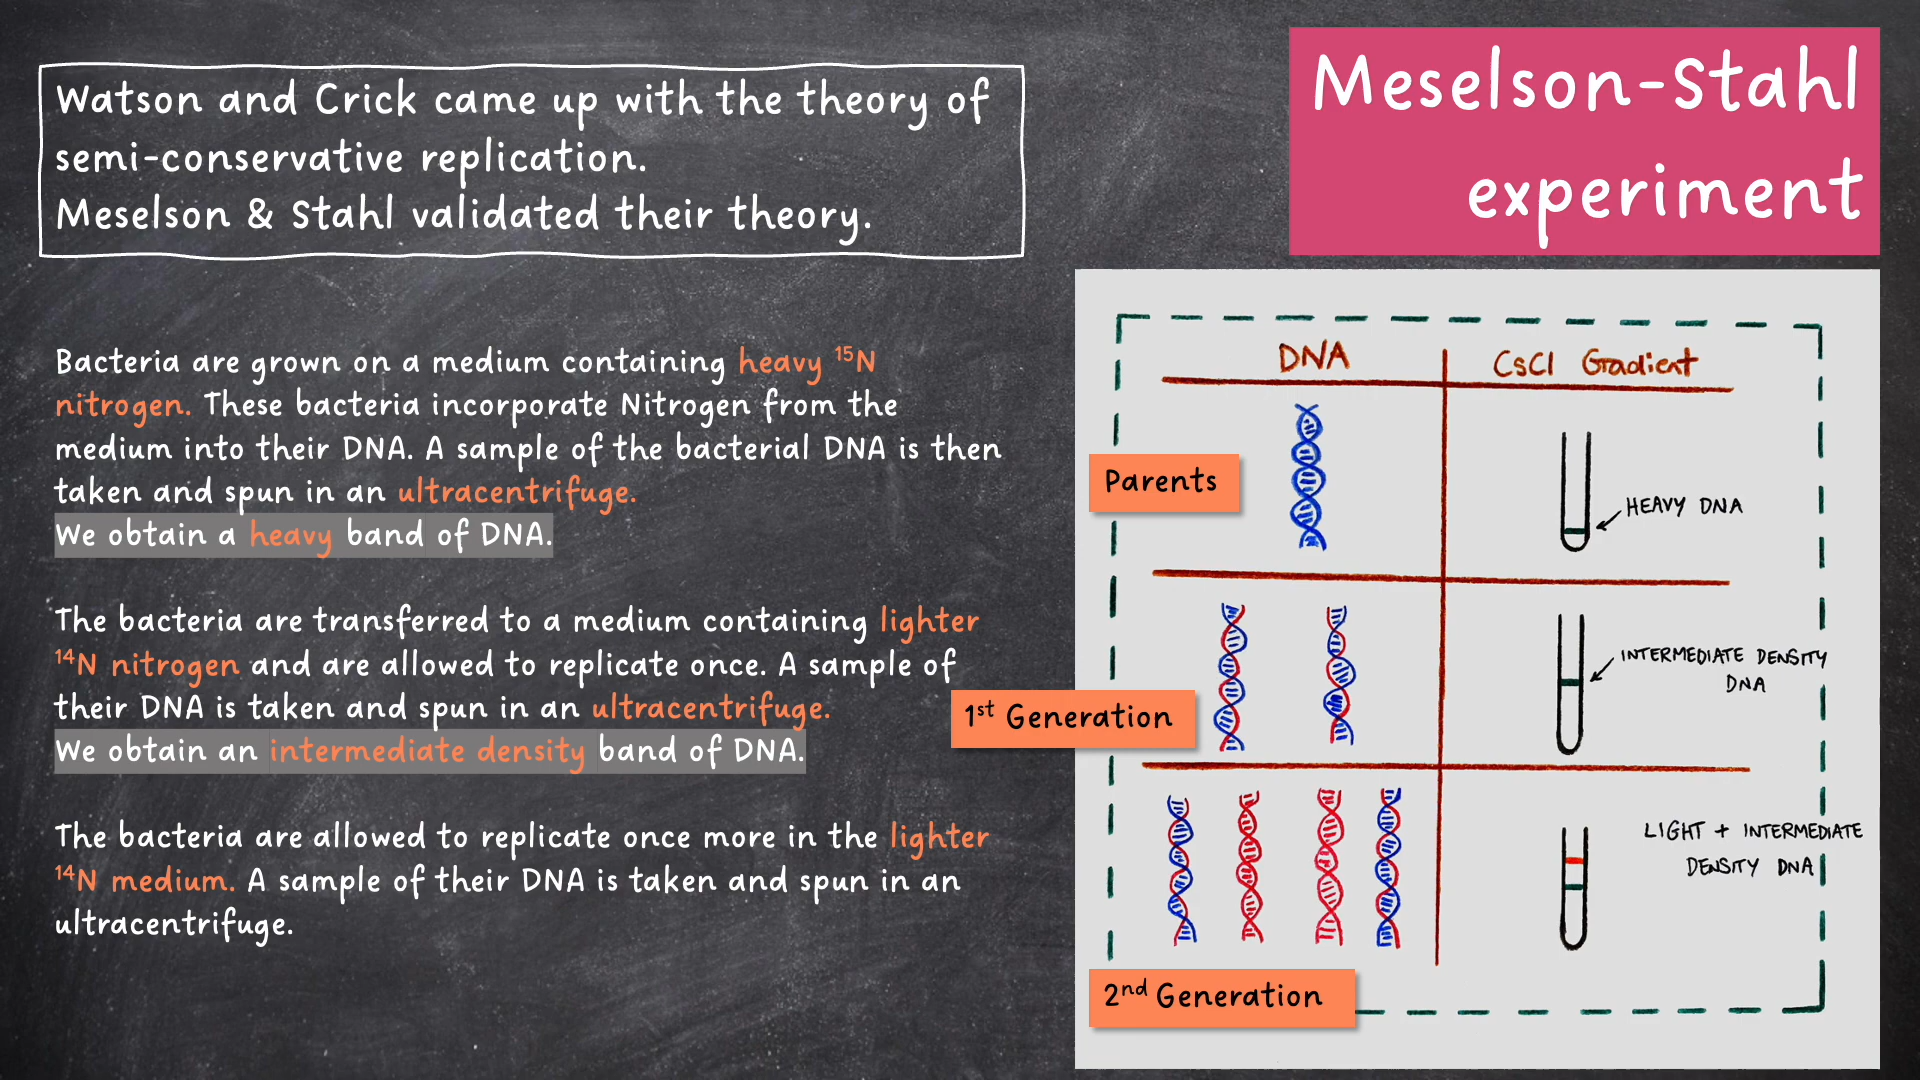 Meselson-Stahl
experiment
Watson and Crick came up with the theory of
semi-conservative replication.
Meselson & Stahl validated their theory.
Bacteria are grown on a medium containing heavy ¹⁵N
nitrogen. These bacteria incorporate Nitrogen from the
medium into their DNA. A sample of the bacterial DNA is then
taken and spun in an ultracentrifuge.
We obtain a heavy band of DNA.
The bacteria are transferred to a medium containing lighter
¹⁴N nitrogen and are allowed to replicate once. A sample of
their DNA is taken and spun in an ultracentrifuge.
We obtain an intermediate density band of DNA.
The bacteria are allowed to replicate once more in the lighter
¹⁴N medium. A sample of their DNA is taken and spun in an
ultracentrifuge.
DNA
CsCl Gradient
Parents
HEAVY DNA
1st Generation
INTERMEDIATE DENSITY
DNA
LIGHT + INTERMEDIATE
DENSITY DNA
2nd Generation